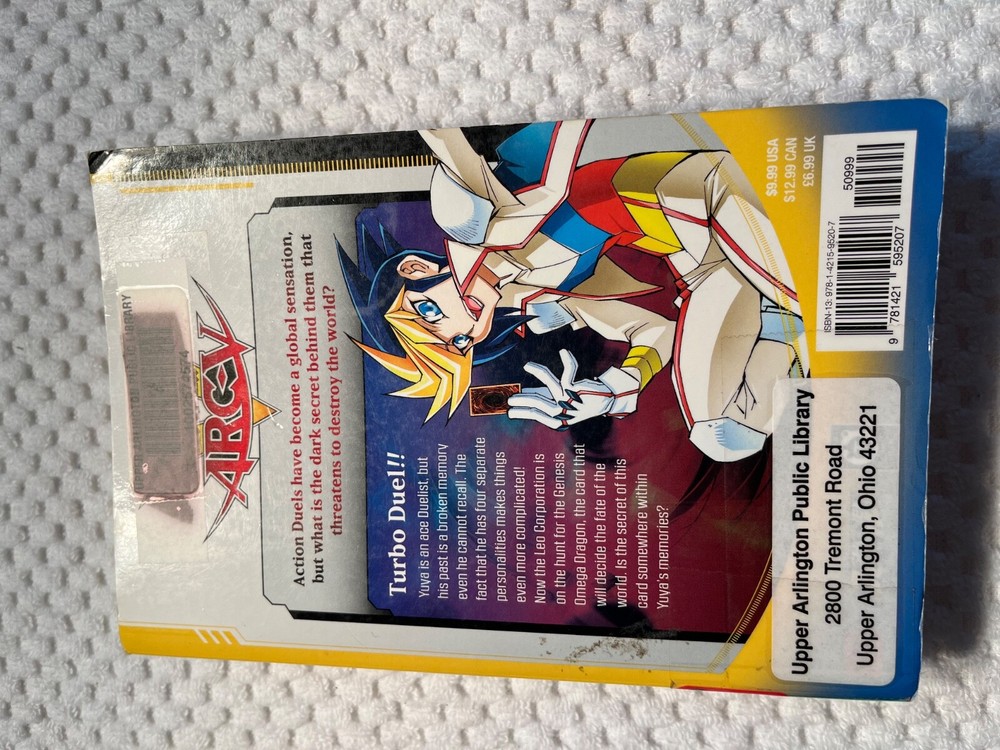 LIBRARY
ARC-V
Action Duels have become a global sensation,
but what is the dark secret behind them that
threatens to destroy the world?
Turbo Duel!!
Yuya is an ace Duelist, but
his past is a broken memory
even he cannot recall. The
fact that he has four separate
personalities makes things
even more complicated!
Now the Leo Corporation is
on the hunt for the Genesis
Omega Dragon, the card that
will decide the fate of the
world. Is the secret of this
card somewhere within
Yuya's memories?
$9.99 USA
$12.99 CAN
£6.99 UK
50999
ISBN-13: 978-1-4215-9520-7
9 781421 595207
Upper Arlington Public Library
2800 Tremont Road
Upper Arlington, Ohio 43221